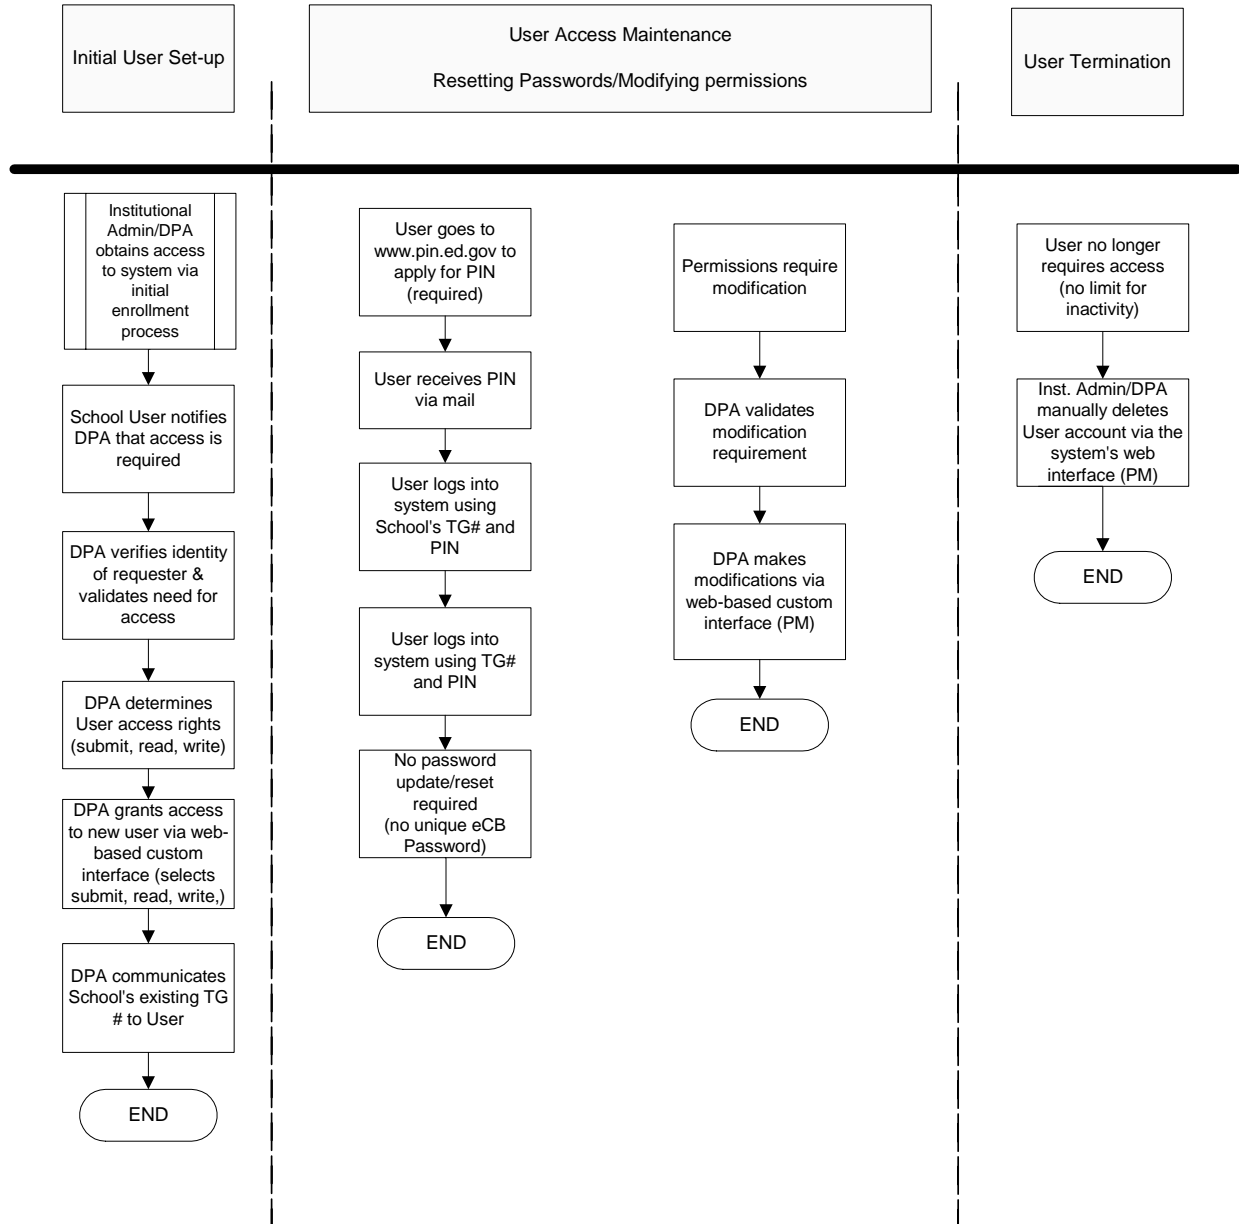 Initial User Set-up
User Access Maintenance
Resetting Passwords/Modifying permissions
User Termination
Institutional
Admin/DPA
obtains access
to system via
initial
enrollment
process
School User notifies
DPA that access is
required
DPA verifies identity
of requester &
validates need for
access
DPA determines
User access rights
(submit, read, write)
DPA grants access
to new user via web-
based custom
interface (selects
submit, read, write,)
DPA communicates
School's existing TG
# to User
END
User goes to
www.pin.ed.gov to
apply for PIN
(required)
User receives PIN
via mail
User logs into
system using
School's TG# and
PIN
User logs into
system using TG#
and PIN
No password
update/reset
required
(no unique eCB
Password)
END
Permissions require
modification
DPA validates
modification
requirement
DPA makes
modifications via
web-based custom
interface (PM)
END
User no longer
requires access
(no limit for
inactivity)
Inst. Admin/DPA
manually deletes
User account via the
system's web
interface (PM)
END